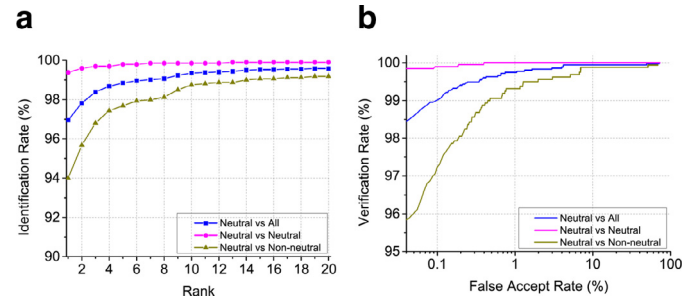 a
100
98
96
94
92
90
Identification Rate (%)
Neutral vs All
Neutral vs Neutral
Neutral vs Non-neutral
2 4 6 8 10 12 14 16 18 20
Rank
b
100
99
98
97
96
95
Verification Rate (%)
Neutral vs All
Neutral vs Neutral
Neutral vs Non-neutral
0.1 1 10 100
False Accept Rate (%)